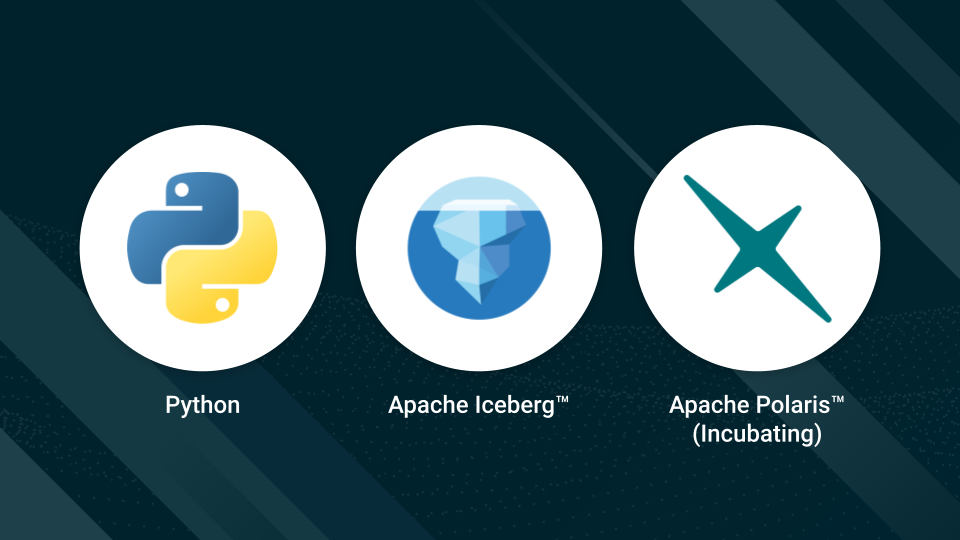 Python
Apache Iceberg™
Apache Polaris™
(Incubating)